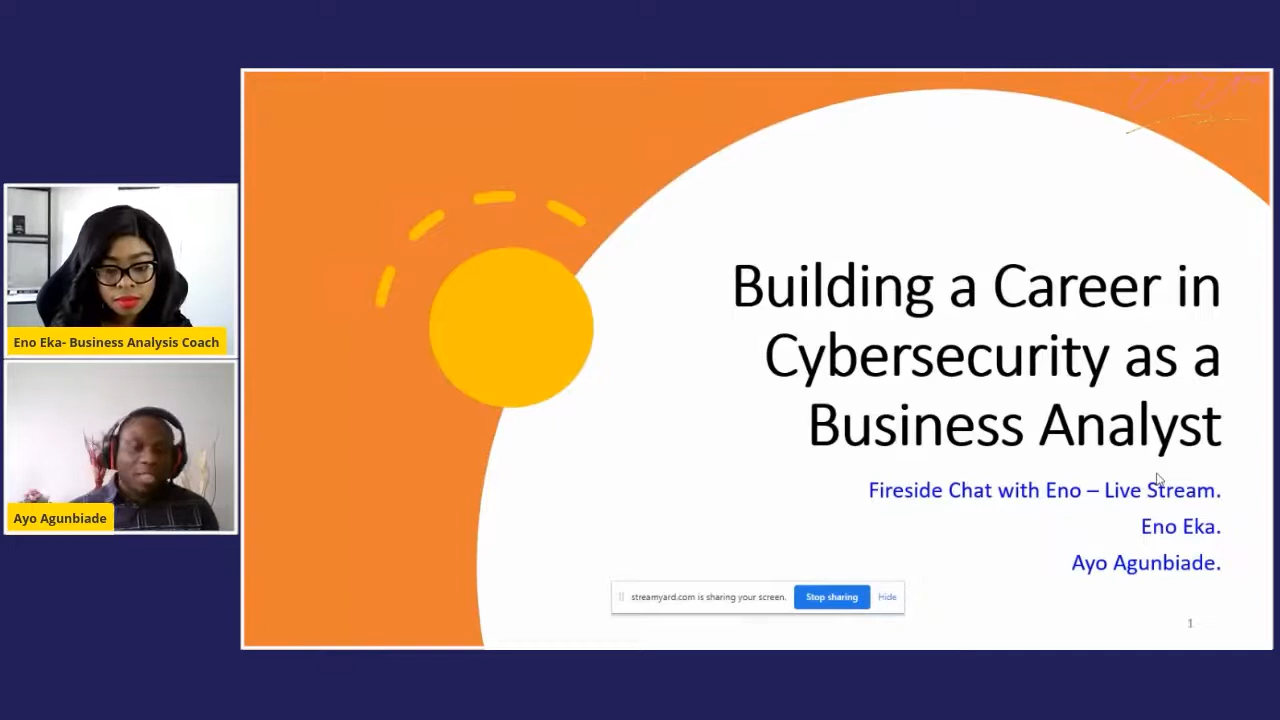 Eno Eka- Business Analysis Coach
Ayo Agunbiade
Building a Career in
Cybersecurity as a
Business Analyst
Fireside Chat with Eno – Live Stream.
Eno Eka.
Ayo Agunbiade.
streamyard.com is sharing your screen. Stop sharing Hide
1